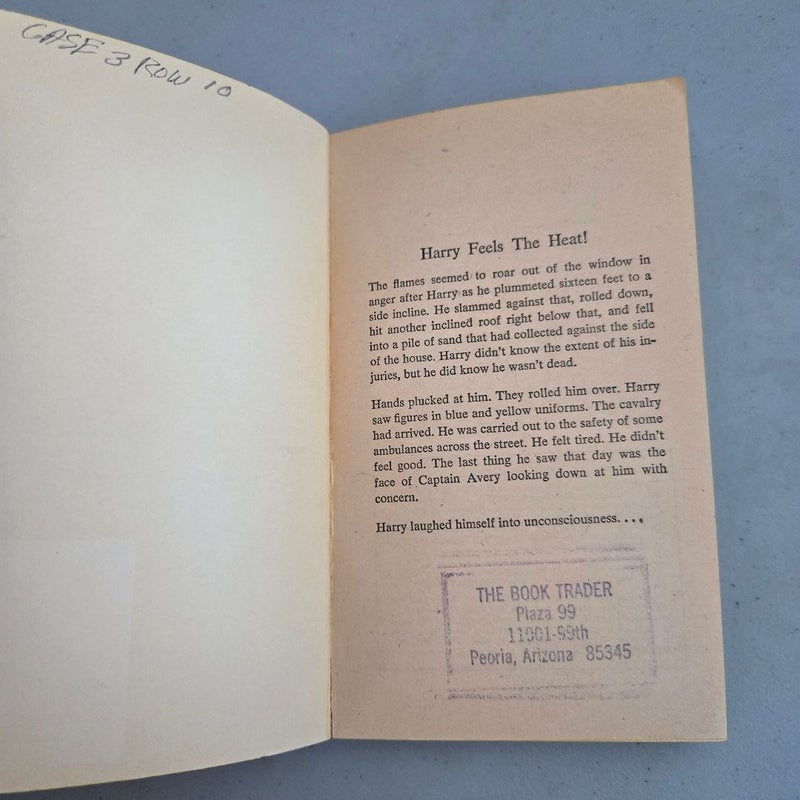 CASE 3 ROW 10
Harry Feels The Heat!
The flames seemed to roar out of the window in
anger after Harry as he plummeted sixteen feet to a
side incline. He slammed against that, rolled down,
hit another inclined roof right below that, and fell
into a pile of sand that had collected against the side
of the house. Harry didn't know the extent of his in-
juries, but he did know he wasn't dead.
Hands plucked at him. They rolled him over. Harry
saw figures in blue and yellow uniforms. The cavalry
had arrived. He was carried out to the safety of some
ambulances across the street. He felt tired. He didn't
feel good. The last thing he saw that day was the
face of Captain Avery looking down at him with
concern.
Harry laughed himself into unconsciousness. . . .
THE BOOK TRADER
Plaza 99
11001-99th
Peoria, Arizona 85345